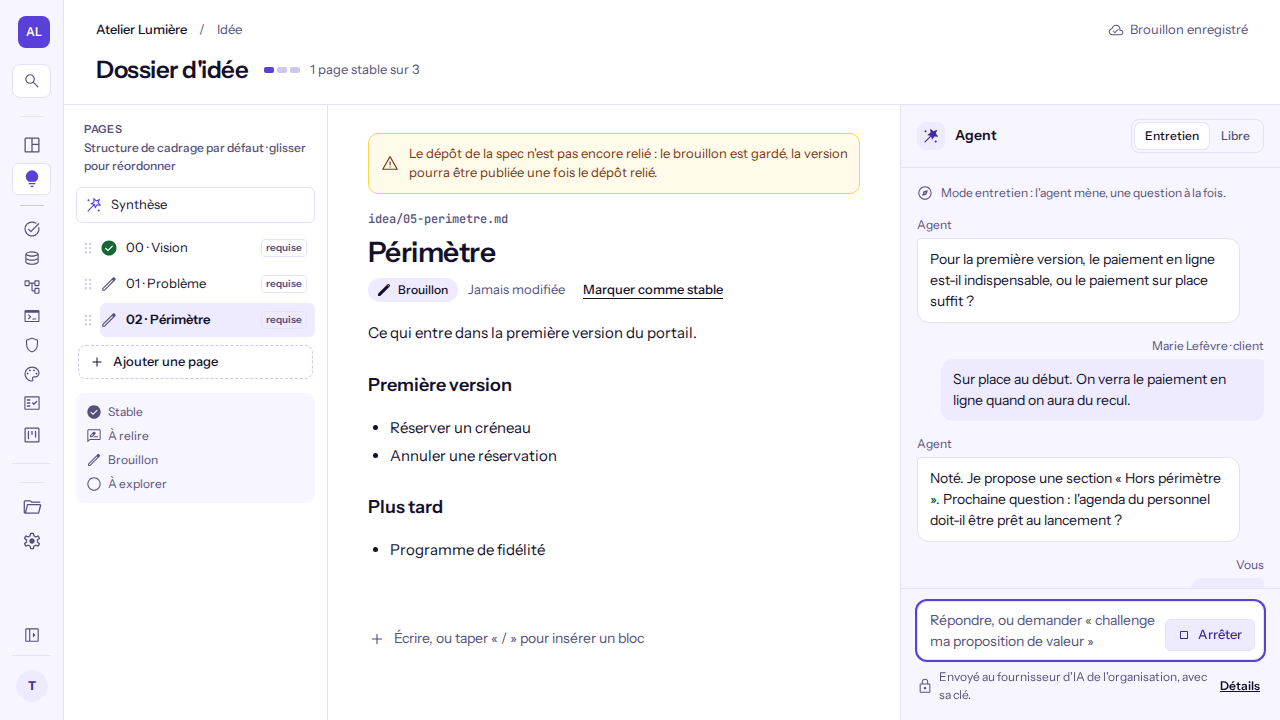 AL
Atelier Lumière / Idée
Brouillon enregistré
Dossier d'idée
1 page stable sur 3
PAGES
Structure de cadrage par défaut · glisser
pour réordonner
Synthèse
00 · Vision requise
01 · Problème requise
02 · Périmètre requise
Ajouter une page
Stable
À relire
Brouillon
À explorer
T
Le dépôt de la spec n'est pas encore relié : le brouillon est gardé, la version
pourra être publiée une fois le dépôt relié.
idea/05-perimetre.md
Périmètre
Brouillon Jamais modifiée Marquer comme stable
Ce qui entre dans la première version du portail.
Première version
Réserver un créneau
Annuler une réservation
Plus tard
Programme de fidélité
Écrire, ou taper « / » pour insérer un bloc
Agent
Entretien Libre
Mode entretien : l'agent mène, une question à la fois.
Agent
Pour la première version, le paiement en ligne
est-il indispensable, ou le paiement sur place
suffit ?
Marie Lefèvre · client
Sur place au début. On verra le paiement en
ligne quand on aura du recul.
Agent
Noté. Je propose une section « Hors périmètre
». Prochaine question : l'agenda du personnel
doit-il être prêt au lancement ?
Vous
Répondre, ou demander « challenge
ma proposition de valeur »
Arrêter
Envoyé au fournisseur d'IA de l'organisation, avec
sa clé.
Détails